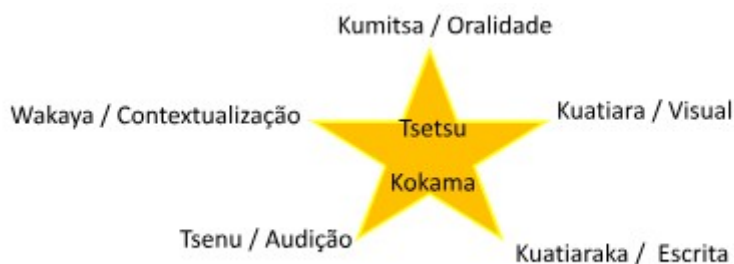 Kumitsa / Oralidade
Wakaya / Contextualização
Kuatiara / Visual
Tsetsu
Kokama
Tsenu / Audição
Kuatiaraka / Escrita